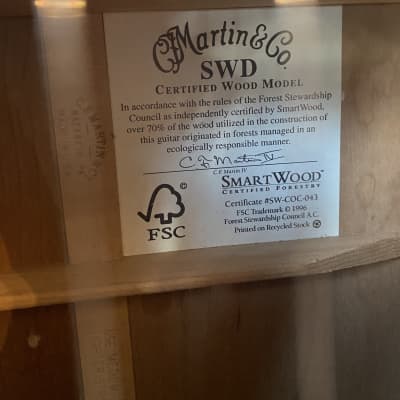 C.F. Martin & Co.
SWD
CERTIFIED WOOD MODEL
In accordance with the rules of the Forest Stewardship
Council as independently certified by SmartWood,
over 70% of the wood utilized in the construction of
this guitar originated in forests managed in an
ecologically responsible manner.
C. F. Martin IV
C.F. Martin IV
FSC
SMARTWOOD
CERTIFIED FORESTRY
Certificate #SW-COC-043
FSC Trademark © 1996
Forest Stewardship Council A.C.
Printed on Recycled Stock